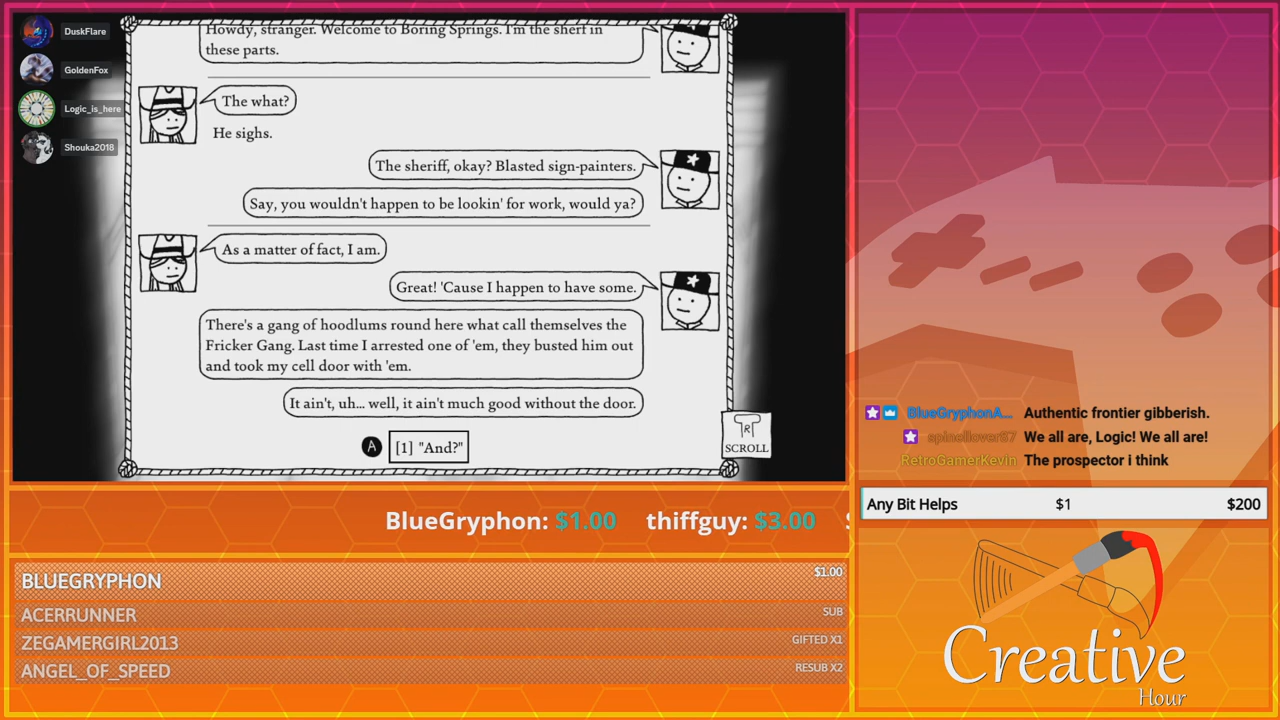 DuskFlare
GoldenFox
Logic_is_here
Shouka2018
Howdy, stranger. Welcome to Boring Springs. I'm the sherf in
these parts.
The what?
He sighs.
The sheriff, okay? Blasted sign-painters.
Say, you wouldn't happen to be lookin' for work, would ya?
As a matter of fact, I am.
Great! 'Cause I happen to have some.
There's a gang of hoodlums round here what call themselves the
Fricker Gang. Last time I arrested one of 'em, they busted him out
and took my cell door with 'em.
It ain't, uh... well, it ain't much good without the door.
A [1] "And?"
R
SCROLL
BlueGryphonA... Authentic frontier gibberish.
spinellover87 We all are, Logic! We all are!
RetroGamerKevin The prospector i think
Any Bit Helps $1 $200
BlueGryphon: $1.00 thiffguy: $3.00
BLUEGRYPHON $1.00
ACERRUNNER SUB
ZEGAMERGIRL2013 GIFTED X1
ANGEL_OF_SPEED RESUB X2
Creative
Hour